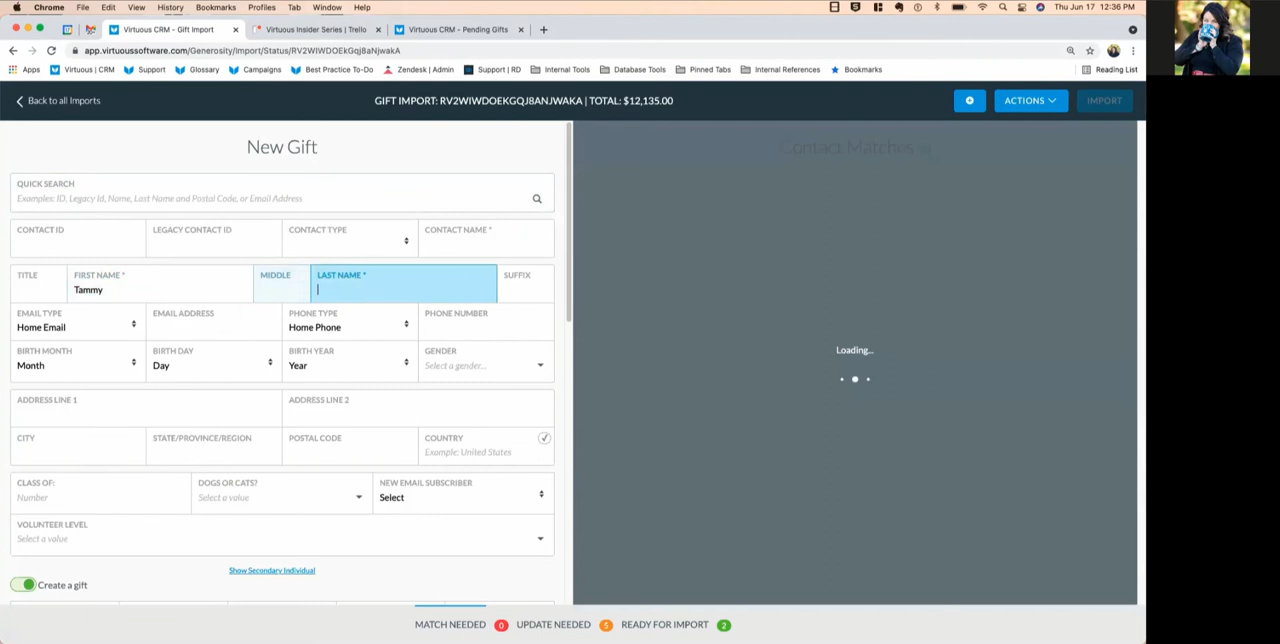 Chrome File Edit View History Bookmarks Profiles Tab Window Help Thu Jun 17 12:36 PM
Virtuous CRM - Gift Import Virtuous Insider Series | Trello Virtuous CRM - Pending Gifts
app.virtuoussoftware.com/Generosity/Import/Status/RV2WIWDOEkGqj8aNjwakA
Apps Virtuous | CRM Support Glossary Campaigns Best Practice To-Do Zendesk | Admin Support | RD Internal Tools Database Tools Pinned Tabs Internal References Bookmarks Reading List
Back to all Imports GIFT IMPORT: RV2WIWDOEKGQJ8ANJWAKA | TOTAL: $12,135.00 ACTIONS IMPORT
New Gift Contact Matches
QUICK SEARCH
Examples: ID, Legacy Id, Name, Last Name and Postal Code, or Email Address
CONTACT ID LEGACY CONTACT ID CONTACT TYPE CONTACT NAME *
TITLE FIRST NAME * MIDDLE LAST NAME * SUFFIX
Tammy
EMAIL TYPE EMAIL ADDRESS PHONE TYPE PHONE NUMBER
Home Email Home Phone
BIRTH MONTH BIRTH DAY BIRTH YEAR GENDER
Month Day Year Select a gender...
Loading...
ADDRESS LINE 1 ADDRESS LINE 2
CITY STATE/PROVINCE/REGION POSTAL CODE COUNTRY
Example: United States
CLASS OF: DOGS OR CATS? NEW EMAIL SUBSCRIBER
Number Select a value Select
VOLUNTEER LEVEL
Select a value
Show Secondary Individual
Create a gift
MATCH NEEDED 0 UPDATE NEEDED 5 READY FOR IMPORT 2